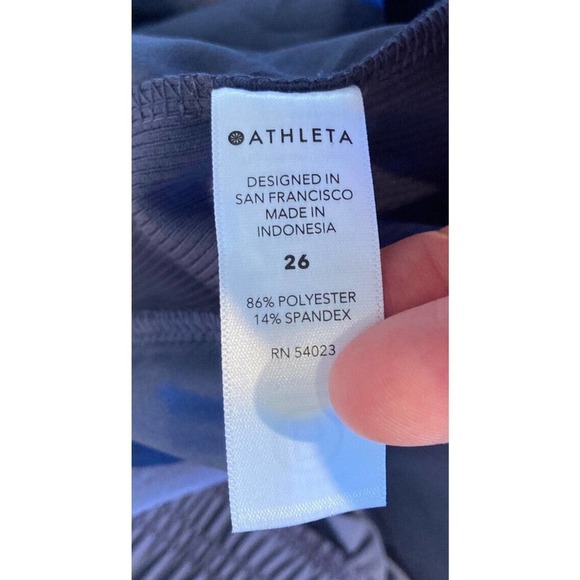 ATHLETA
DESIGNED IN
SAN FRANCISCO
MADE IN
INDONESIA
26
86% POLYESTER
14% SPANDEX
RN 54023